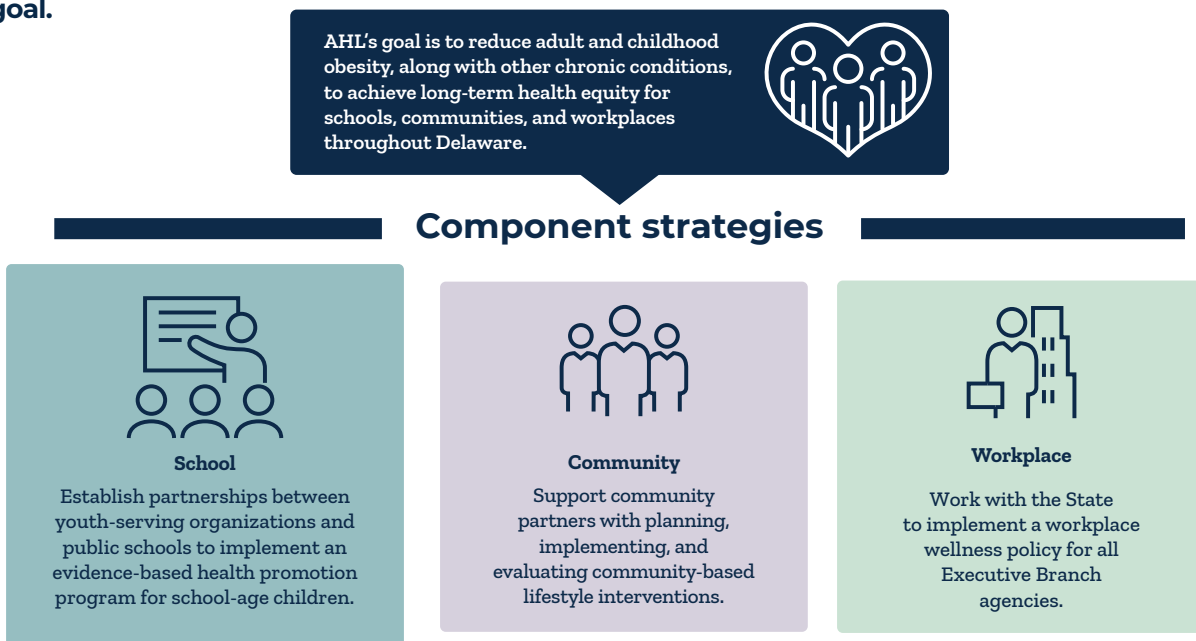 goal.
AHL's goal is to reduce adult and childhood
obesity, along with other chronic conditions,
to achieve long-term health equity for
schools, communities, and workplaces
throughout Delaware.
Component strategies
School
Establish partnerships between
youth-serving organizations and
public schools to implement an
evidence-based health promotion
program for school-age children.
Community
Support community
partners with planning,
implementing, and
evaluating community-based
lifestyle interventions.
Workplace
Work with the State
to implement a workplace
wellness policy for all
Executive Branch
agencies.